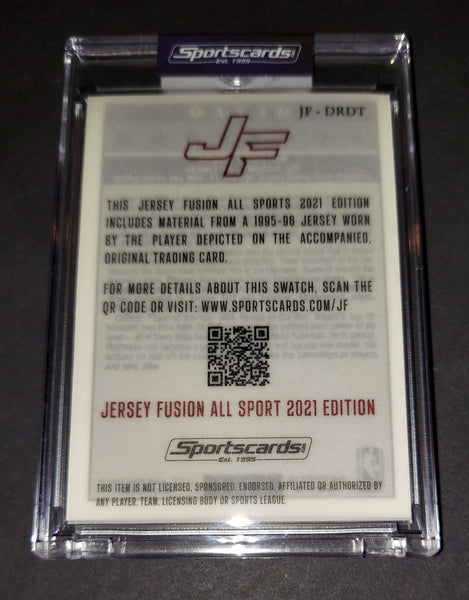 Sportscards.com
Est. 1995
JF - DRDT
JF
THIS JERSEY FUSION ALL SPORTS 2021 EDITION
INCLUDES MATERIAL FROM A 1995-96 JERSEY WORN
BY THE PLAYER DEPICTED ON THE ACCOMPANIED,
ORIGINAL TRADING CARD.
FOR MORE DETAILS ABOUT THIS SWATCH, SCAN THE
QR CODE OR VISIT: WWW.SPORTSCARDS.COM/JF
JERSEY FUSION ALL SPORT 2021 EDITION
Sportscards.com
Est. 1995
THIS ITEM IS NOT LICENSED, SPONSORED, ENDORSED, AFFILIATED OR AUTHORIZED BY
ANY PLAYER, TEAM, LICENSING BODY OR SPORTS LEAGUE.